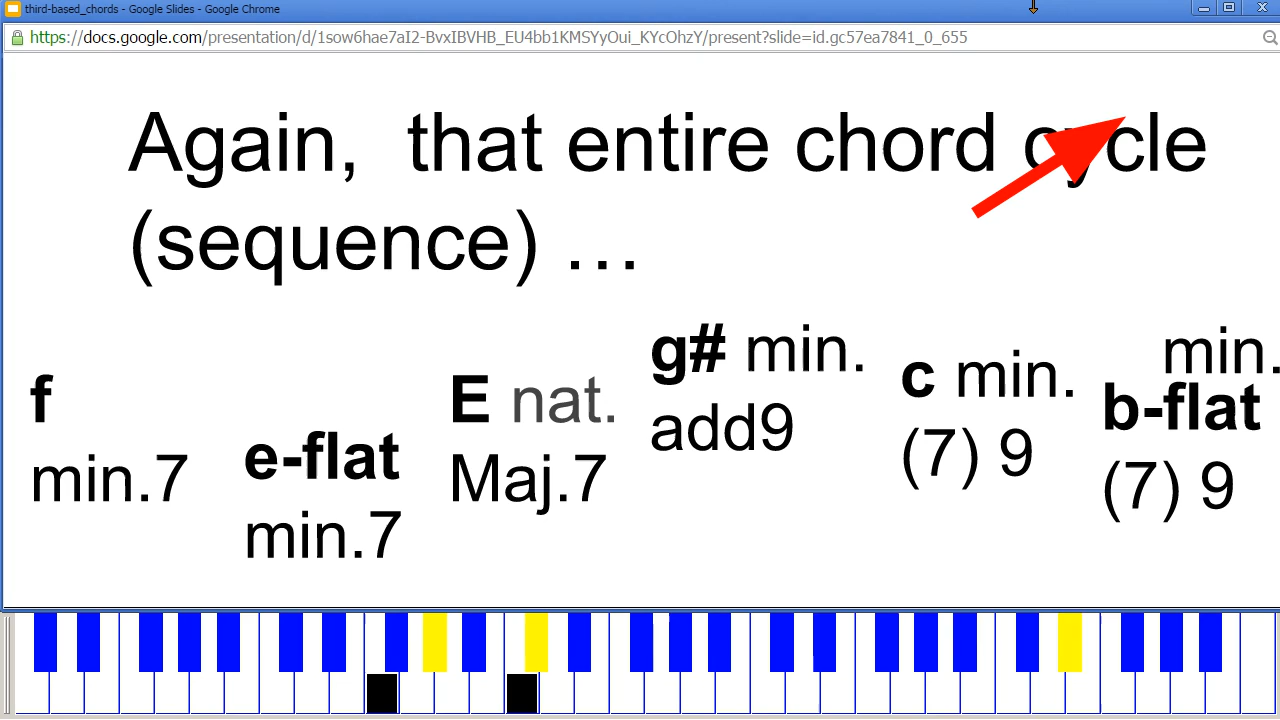 third-based_chords - Google Slides - Google Chrome
https://docs.google.com/presentation/d/1sow6hae7aI2-BvxIBVHB_EU4bb1KMSYyOui_KYcOhzY/present?slide=id.gc57ea7841_0_655
Again, that entire chord cycle
(sequence) …
f
min.7
e-flat
min.7
E nat.
Maj.7
g# min.
add9
c min.
(7) 9
min.
b-flat
(7) 9